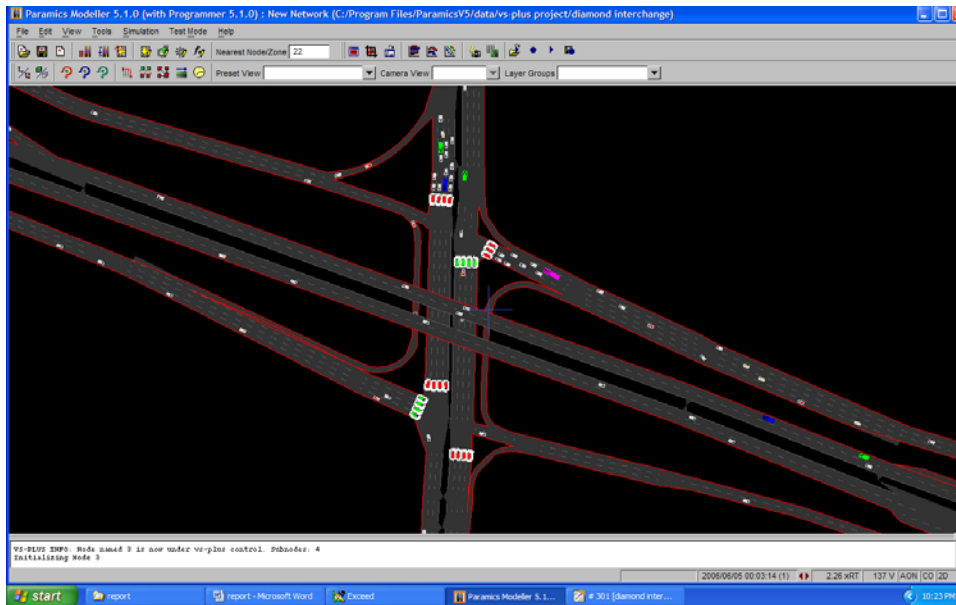 Paramics Modeller 5.1.0 (with Programmer 5.1.0) : New Network (C:/Program Files/ParamicsV5/data/vs-plus project/diamond interchange)
File Edit View Tools Simulation Test Mode Help
Nearest Node/Zone 22
Preset View Camera View Layer Groups
VS-PLUS INFO: Node named 3 is now under vs-plus control. Subnodes: 4
Initializing Node 3
2006/06/05 00:03:14 (1) 2.26 xRT 137 V AON CO 2D
start report report - Microsoft Word Exceed Paramics Modeller 5.1... # 301 [diamond inter... 10:23 PM